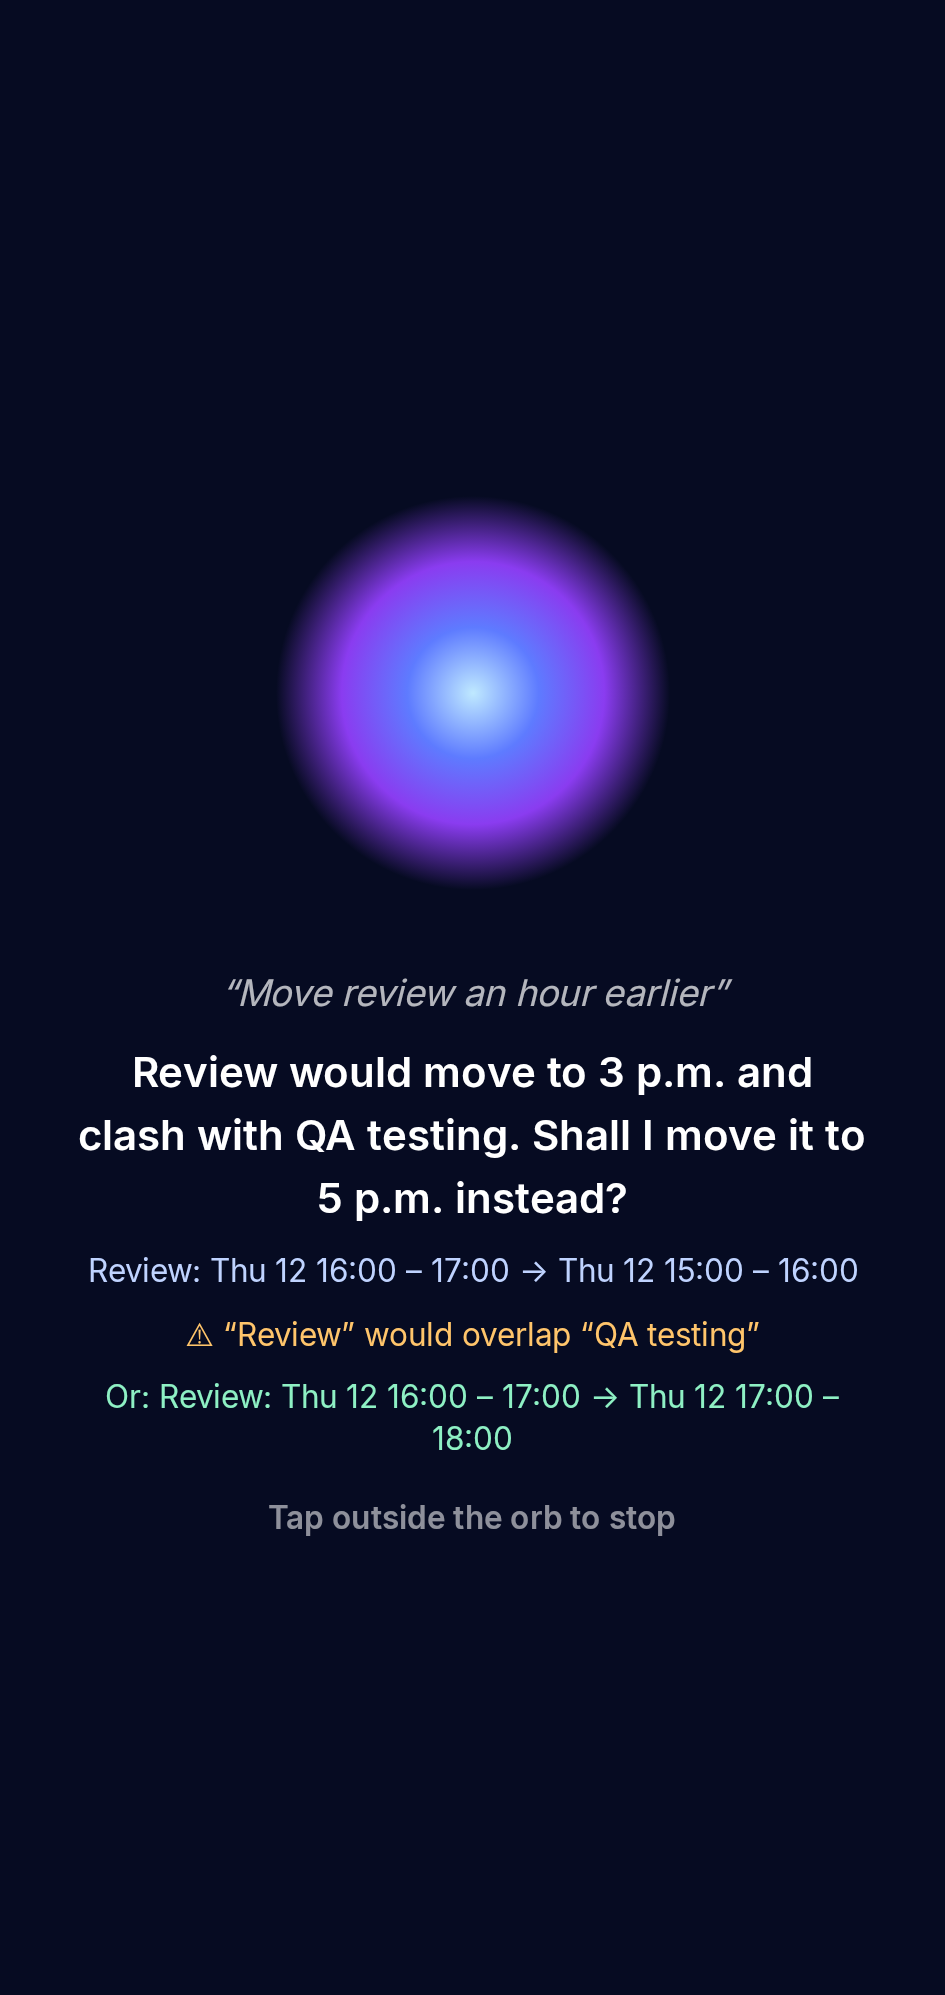 “Move review an hour earlier”
Review would move to 3 p.m. and
clash with QA testing. Shall I move it to
5 p.m. instead?
Review: Thu 12 16:00 – 17:00 → Thu 12 15:00 – 16:00
⚠ “Review” would overlap “QA testing”
Or: Review: Thu 12 16:00 – 17:00 → Thu 12 17:00 –
18:00
Tap outside the orb to stop